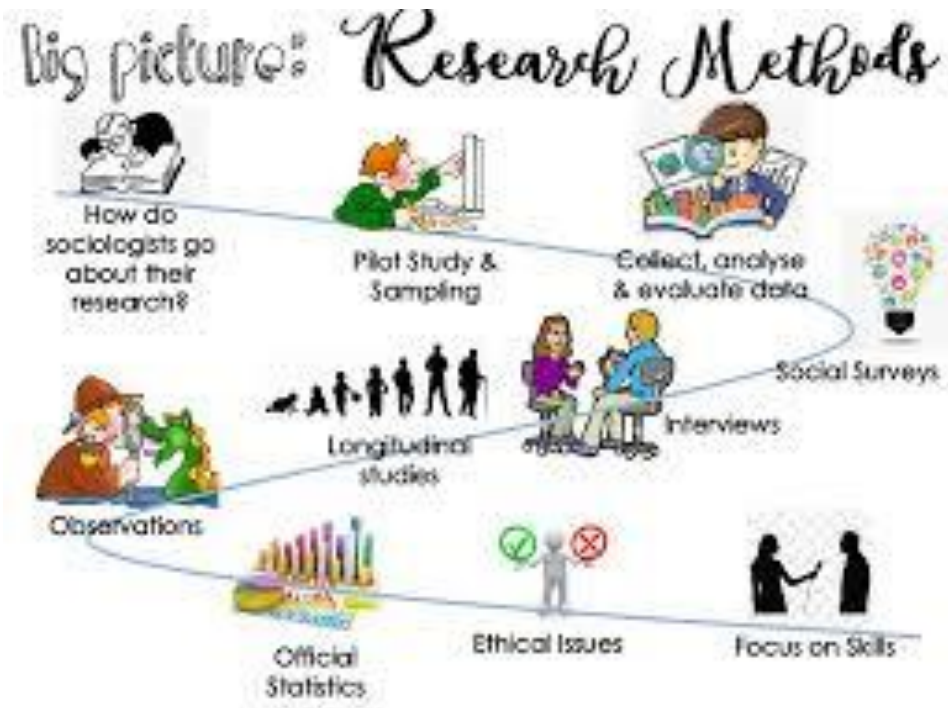 Big picture: Research Methods
How do
sociologists go
about their
research?
Pilot Study &
Sampling
Collect, analyse
& evaluate data
Social Surveys
Interviews
Longitudinal
studies
Observations
Official
Statistics
Ethical Issues
Focus on Skills